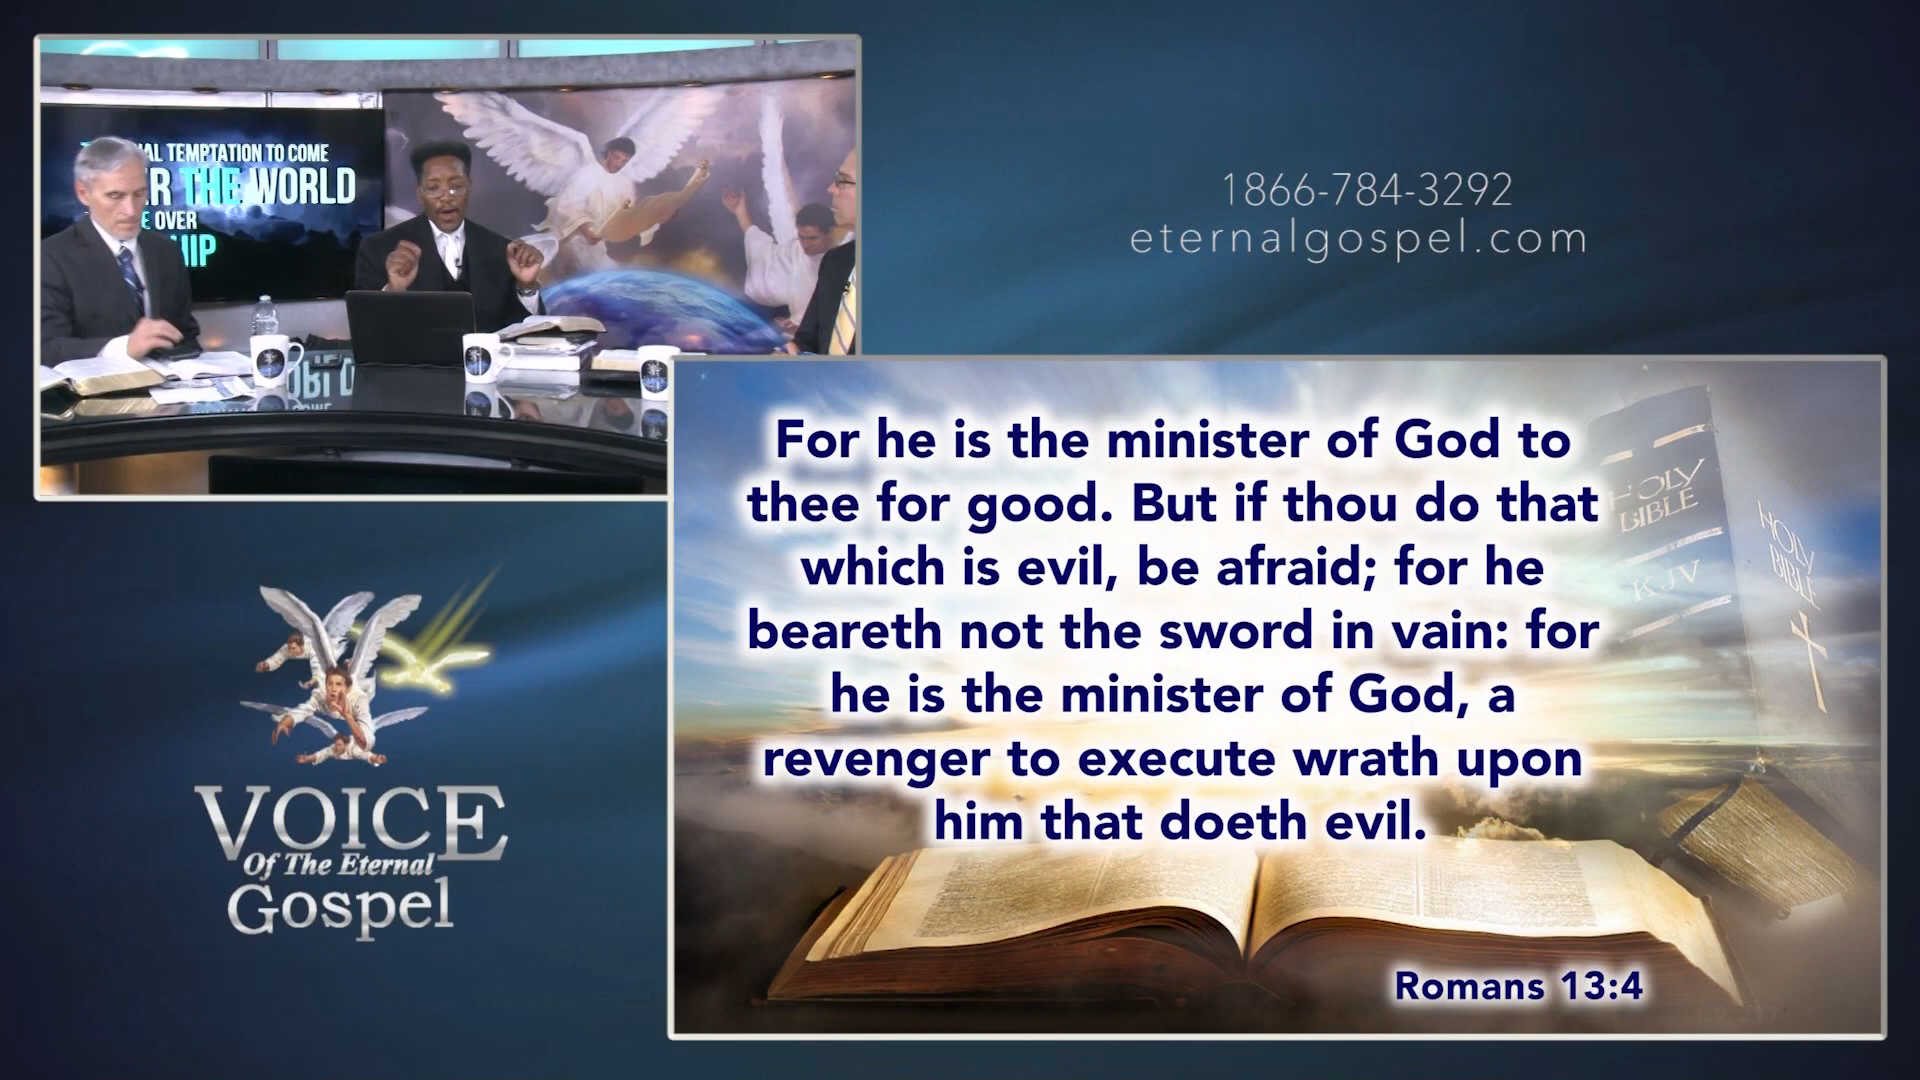 AL TEMPTATION TO COME
THE WORLD
OVER
1866-784-3292
eternalgospel.com
For he is the minister of God to
thee for good. But if thou do that
which is evil, be afraid; for he
beareth not the sword in vain: for
he is the minister of God, a
revenger to execute wrath upon
him that doeth evil.
Romans 13:4
HOLY
BIBLE
KJV
HOLY
BIBLE
VOICE
Of The Eternal
Gospel